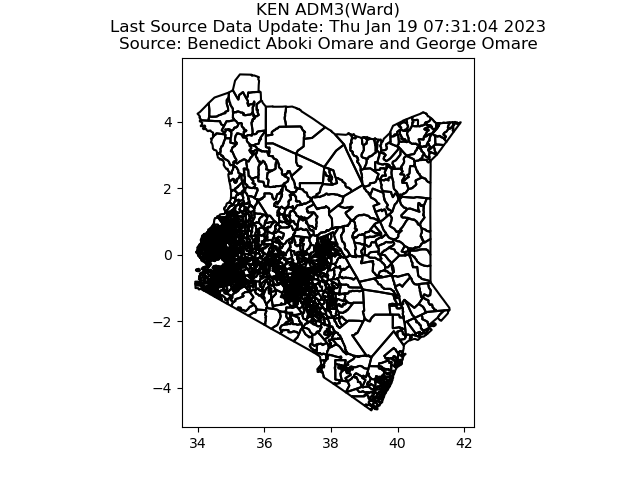 KEN ADM3(Ward)
Last Source Data Update: Thu Jan 19 07:31:04 2023
Source: Benedict Aboki Omare and George Omare
4
2
0
−2
−4
34 36 38 40 42